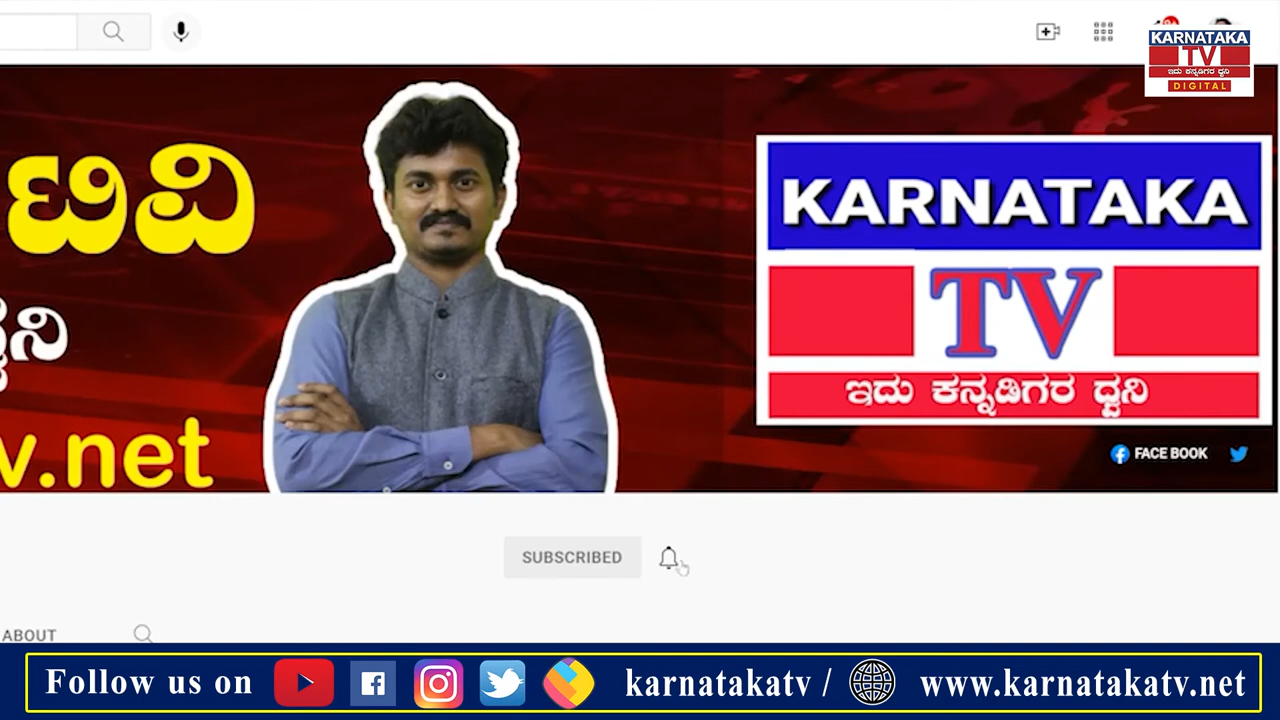 KARNATAKA
TV
ಇದು ಕನ್ನಡಿಗರ ಧ್ವನಿ
DIGITAL
ಟಿವಿ
KARNATAKA
TV
ಇದು ಕನ್ನಡಿಗರ ಧ್ವನಿ
v.net
FACE BOOK
SUBSCRIBED
ABOUT
Follow us on karnatakatv / www.karnatakatv.net